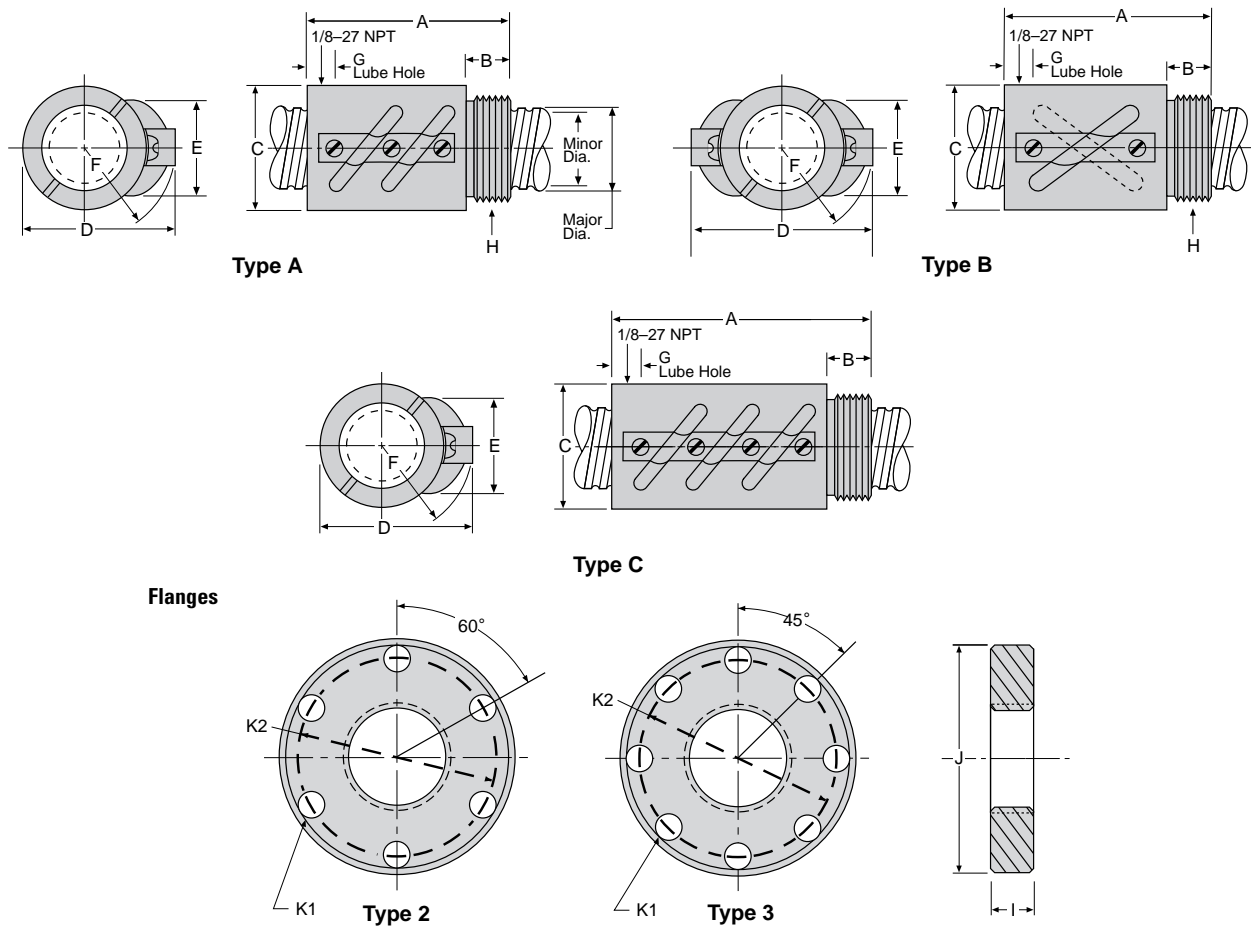 A
1/8–27 NPT
G
Lube Hole
B
E
C
F
Minor
Dia.
D
Major
Dia.
H
Type A
A
1/8–27 NPT
G
Lube Hole
B
E
C
F
D
H
Type B
A
1/8–27 NPT
G
Lube Hole
B
E
C
F
D
Type C
Flanges
60°
K2
K1
Type 2
45°
K2
K1
Type 3
J
I